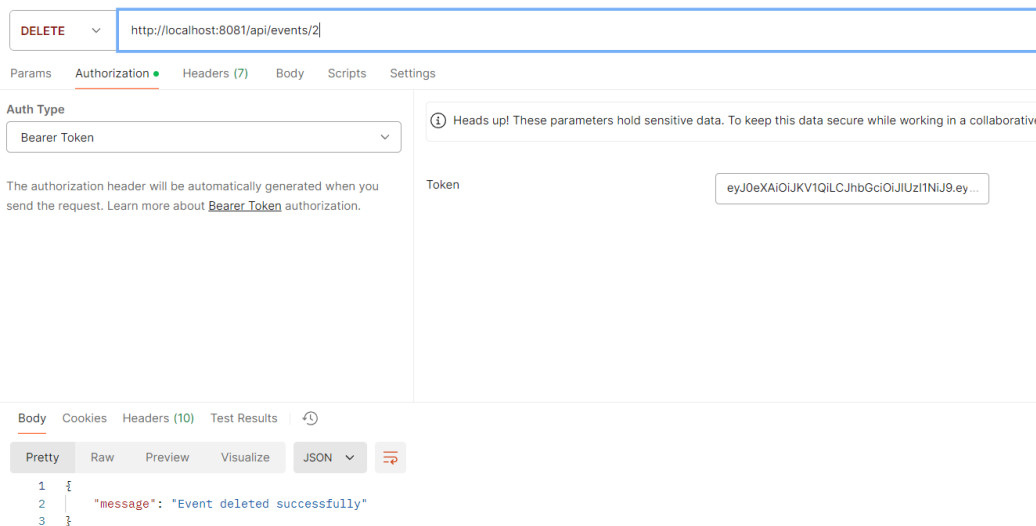 DELETE http://localhost:8081/api/events/2
Params Authorization Headers (7) Body Scripts Settings
Auth Type
Bearer Token
The authorization header will be automatically generated when you
send the request. Learn more about Bearer Token authorization.
Heads up! These parameters hold sensitive data. To keep this data secure while working in a collaborative
Token eyJ0eXAiOiJKV1QiLCJhbGciOiJIUzI1NiJ9.ey...
Body Cookies Headers (10) Test Results
Pretty Raw Preview Visualize JSON
1 {
2 "message": "Event deleted successfully"
3 }